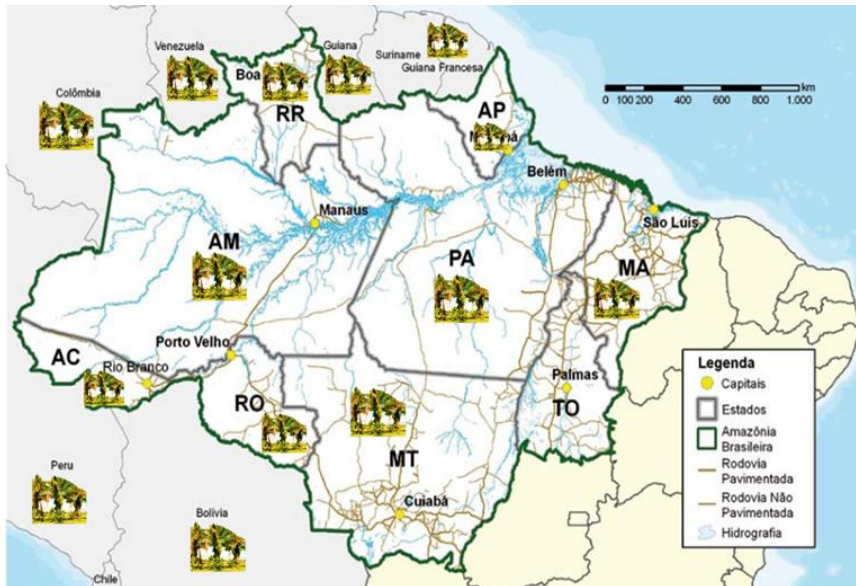 Venezuela
Guiana
Suriname
Guiana Francesa
Colômbia
Boa
RR
AP
km
0 100 200 400 600 800 1.000
Belém
Manaus
São Luís
AM
PA
MA
Porto Velho
AC
Rio Branco
Palmas
RO
TO
MT
Cuiabá
Peru
Bolivia
Chile
Legenda
Capitais
Estados
Amazônia
Brasileira
Rodovia
Pavimentada
Rodovia Não
Pavimentada
Hidrografia